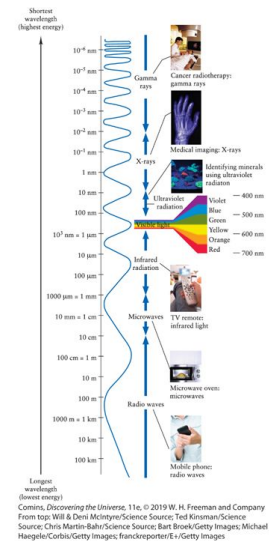 Shortest
wavelength
(highest energy)
10⁻⁶ nm
10⁻⁵ nm
10⁻⁴ nm
10⁻³ nm
10⁻² nm
10⁻¹ nm
1 nm
10 nm
100 nm
10³ nm = 1 μm
10 μm
100 μm
1000 μm = 1 mm
10 mm = 1 cm
10 cm
100 cm = 1 m
10 m
100 m
1000 m = 1 km
10 km
100 km
Longest
wavelength
(lowest energy)
Gamma
rays
X-rays
Ultraviolet
radiation
Visible light
Infrared
radiation
Microwaves
Radio waves
Cancer radiotherapy:
gamma rays
Medical imaging: X-rays
Identifying minerals
using ultraviolet
radiaton
Violet
Blue
Green
Yellow
Orange
Red
400 nm
500 nm
600 nm
700 nm
TV remote:
infrared light
Microwave oven:
microwaves
Mobile phone:
radio waves
Comins, Discovering the Universe, 11e, © 2019 W. H. Freeman and Company
From top: Will & Deni McIntyre/Science Source; Ted Kinsman/Science
Source; Chris Martin-Bahr/Science Source; Bart Broek/Getty Images; Michael
Haegele/Corbis/Getty Images; franckreporter/E+/Getty Images